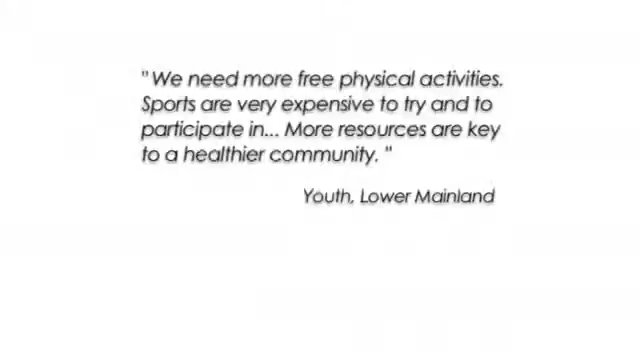 " We need more free physical activities.
Sports are very expensive to try and to
participate in... More resources are key
to a healthier community. "
Youth, Lower Mainland